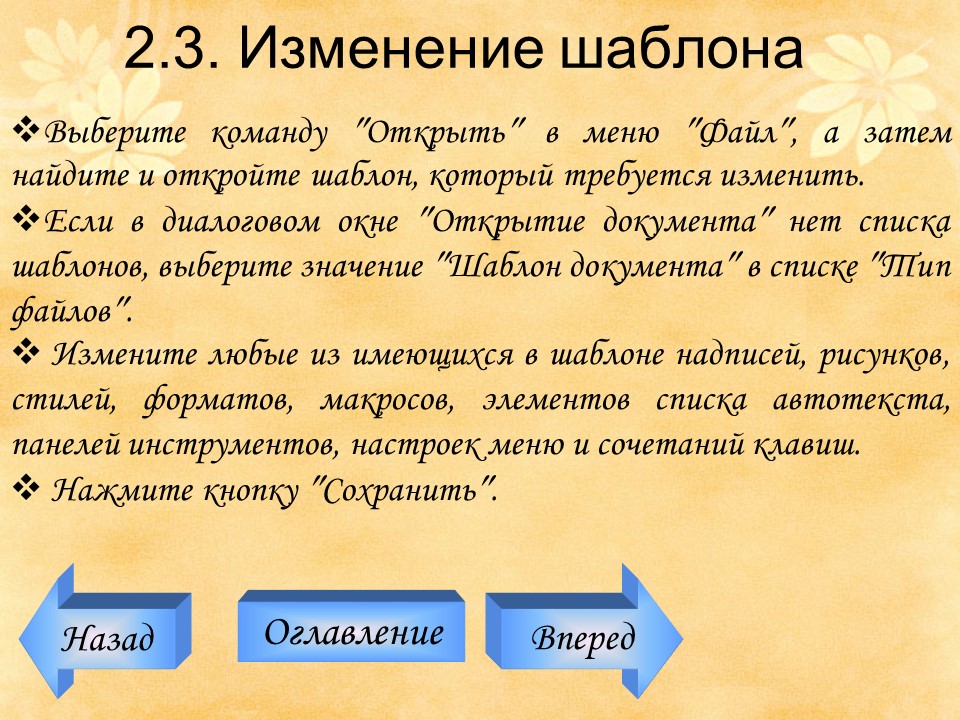 2.3. Изменение шаблона
❖Выберите команду "Открыть" в меню "Файл", а затем
найдите и откройте шаблон, который требуется изменить.
❖Если в диалоговом окне "Открытие документа" нет списка
шаблонов, выберите значение "Шаблон документа" в списке "Тип
файлов".
❖ Измените любые из имеющихся в шаблоне надписей, рисунков,
стилей, форматов, макросов, элементов списка автотекста,
панелей инструментов, настроек меню и сочетаний клавиш.
❖ Нажмите кнопку "Сохранить".
Назад
Оглавление
Вперед